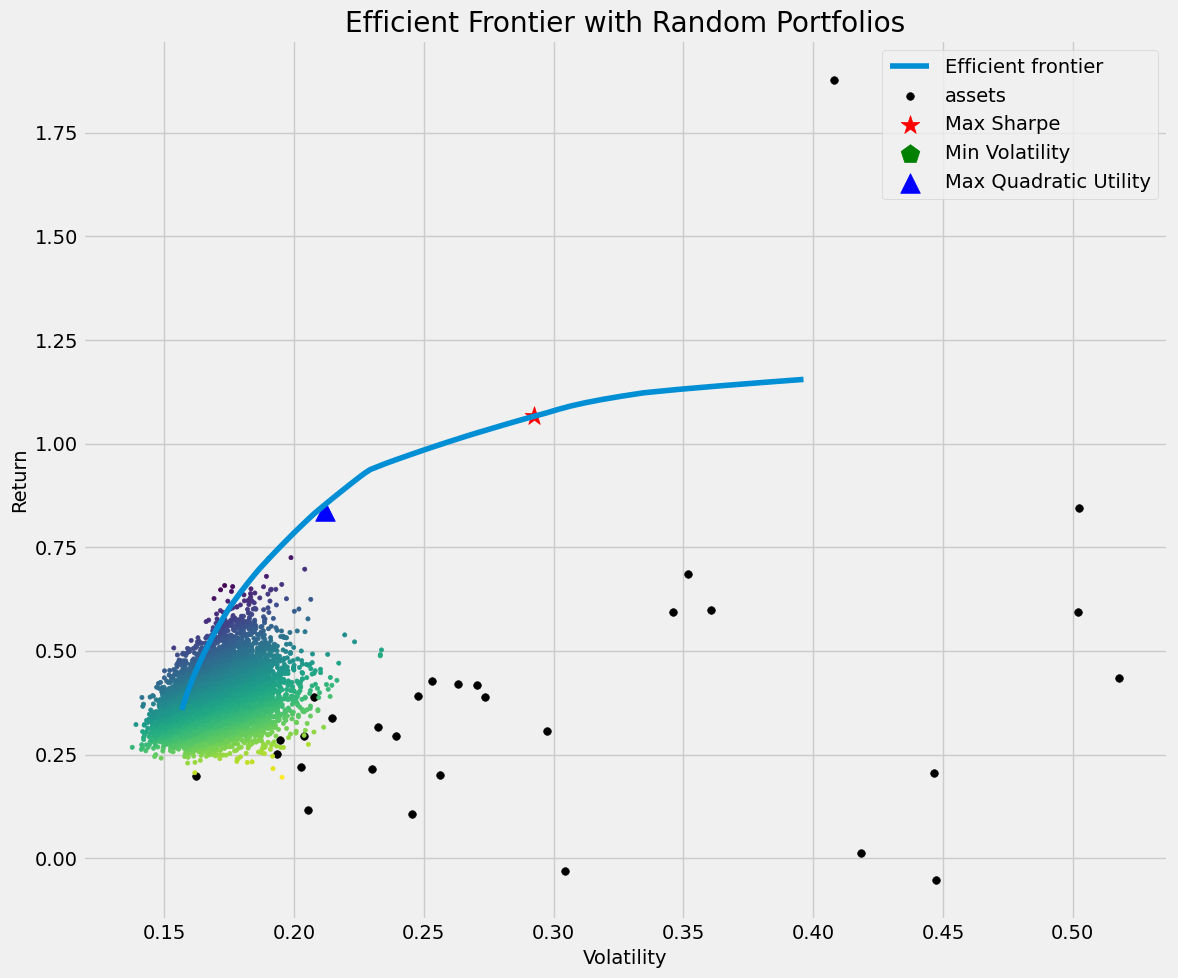 Efficient Frontier with Random Portfolios
Efficient frontier
assets
Max Sharpe
Min Volatility
Max Quadratic Utility
Return
1.75
1.50
1.25
1.00
0.75
0.50
0.25
0.00
0.15 0.20 0.25 0.30 0.35 0.40 0.45 0.50
Volatility